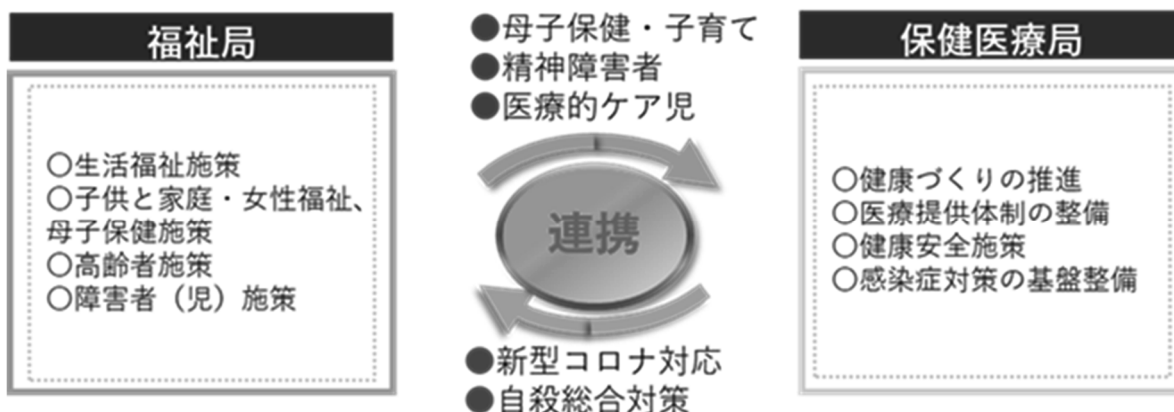 福祉局
○生活福祉施策
○子供と家庭・女性福祉、
母子保健施策
○高齢者施策
○障害者（児）施策
●母子保健・子育て
●精神障害者
●医療的ケア児
連携
●新型コロナ対応
●自殺総合対策
保健医療局
○健康づくりの推進
○医療提供体制の整備
○健康安全施策
○感染症対策の基盤整備